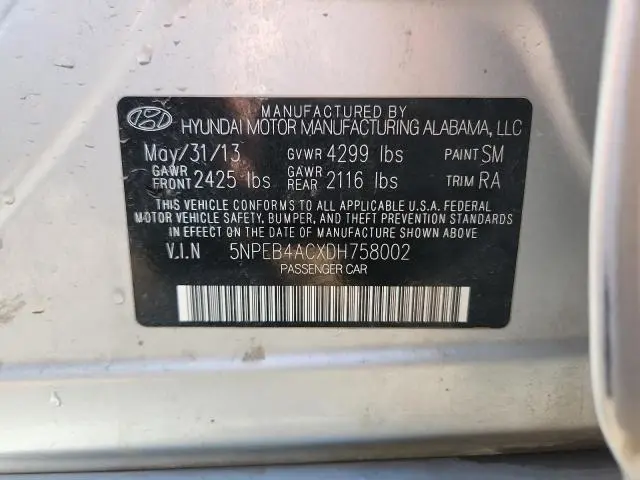 MANUFACTURED BY
HYUNDAI MOTOR MANUFACTURING ALABAMA, LLC
May/31/13 GVWR 4299 lbs PAINT SM
GAWR FRONT 2425 lbs GAWR REAR 2116 lbs TRIM RA
THIS VEHICLE CONFORMS TO ALL APPLICABLE U.S.A. FEDERAL
MOTOR VEHICLE SAFETY, BUMPER, AND THEFT PREVENTION STANDARDS
IN EFFECT ON THE DATE OF MANUFACTURE SHOWN ABOVE.
V.I.N 5NPEB4ACXDH758002
PASSENGER CAR